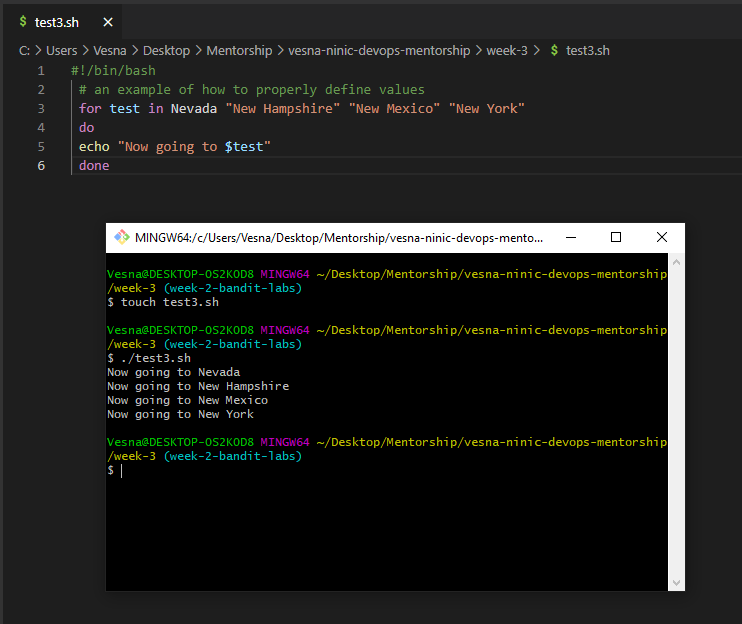 $ test3.sh
C: > Users > Vesna > Desktop > Mentorship > vesna-ninic-devops-mentorship > week-3 > $ test3.sh
1 #!/bin/bash
2 # an example of how to properly define values
3 for test in Nevada "New Hampshire" "New Mexico" "New York"
4 do
5 echo "Now going to $test"
6 done
MINGW64:/c/Users/Vesna/Desktop/Mentorship/vesna-ninic-devops-mento...
Vesna@DESKTOP-OS2KOD8 MINGW64 ~/Desktop/Mentorship/vesna-ninic-devops-mentorship
/week-3 (week-2-bandit-labs)
$ touch test3.sh
Vesna@DESKTOP-OS2KOD8 MINGW64 ~/Desktop/Mentorship/vesna-ninic-devops-mentorship
/week-3 (week-2-bandit-labs)
$ ./test3.sh
Now going to Nevada
Now going to New Hampshire
Now going to New Mexico
Now going to New York
Vesna@DESKTOP-OS2KOD8 MINGW64 ~/Desktop/Mentorship/vesna-ninic-devops-mentorship
/week-3 (week-2-bandit-labs)
$